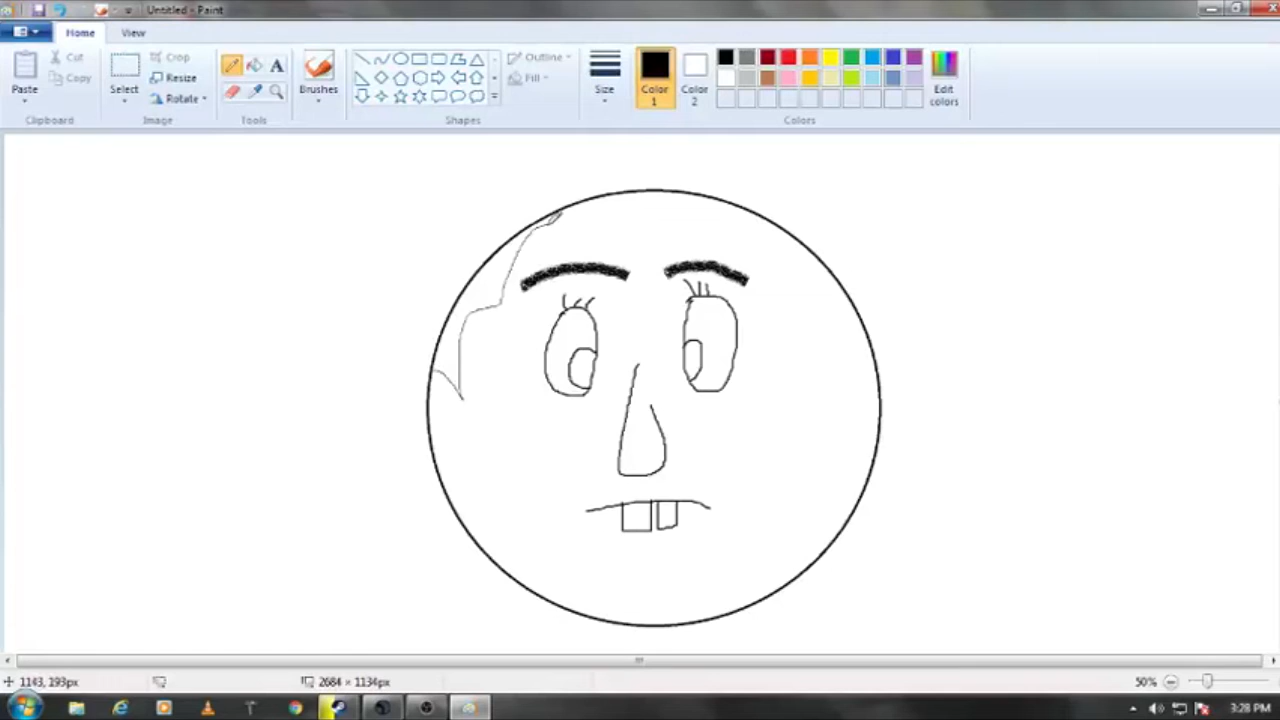 Untitled - Paint
Home View
Paste
Cut
Copy
Clipboard
Select
Crop
Resize
Rotate
Image
A
Tools
Brushes
Outline
Fill
Shapes
Size
Color 1
Color 2
Edit colors
Colors
1143, 193px
2684 × 1134px
50%
3:28 PM